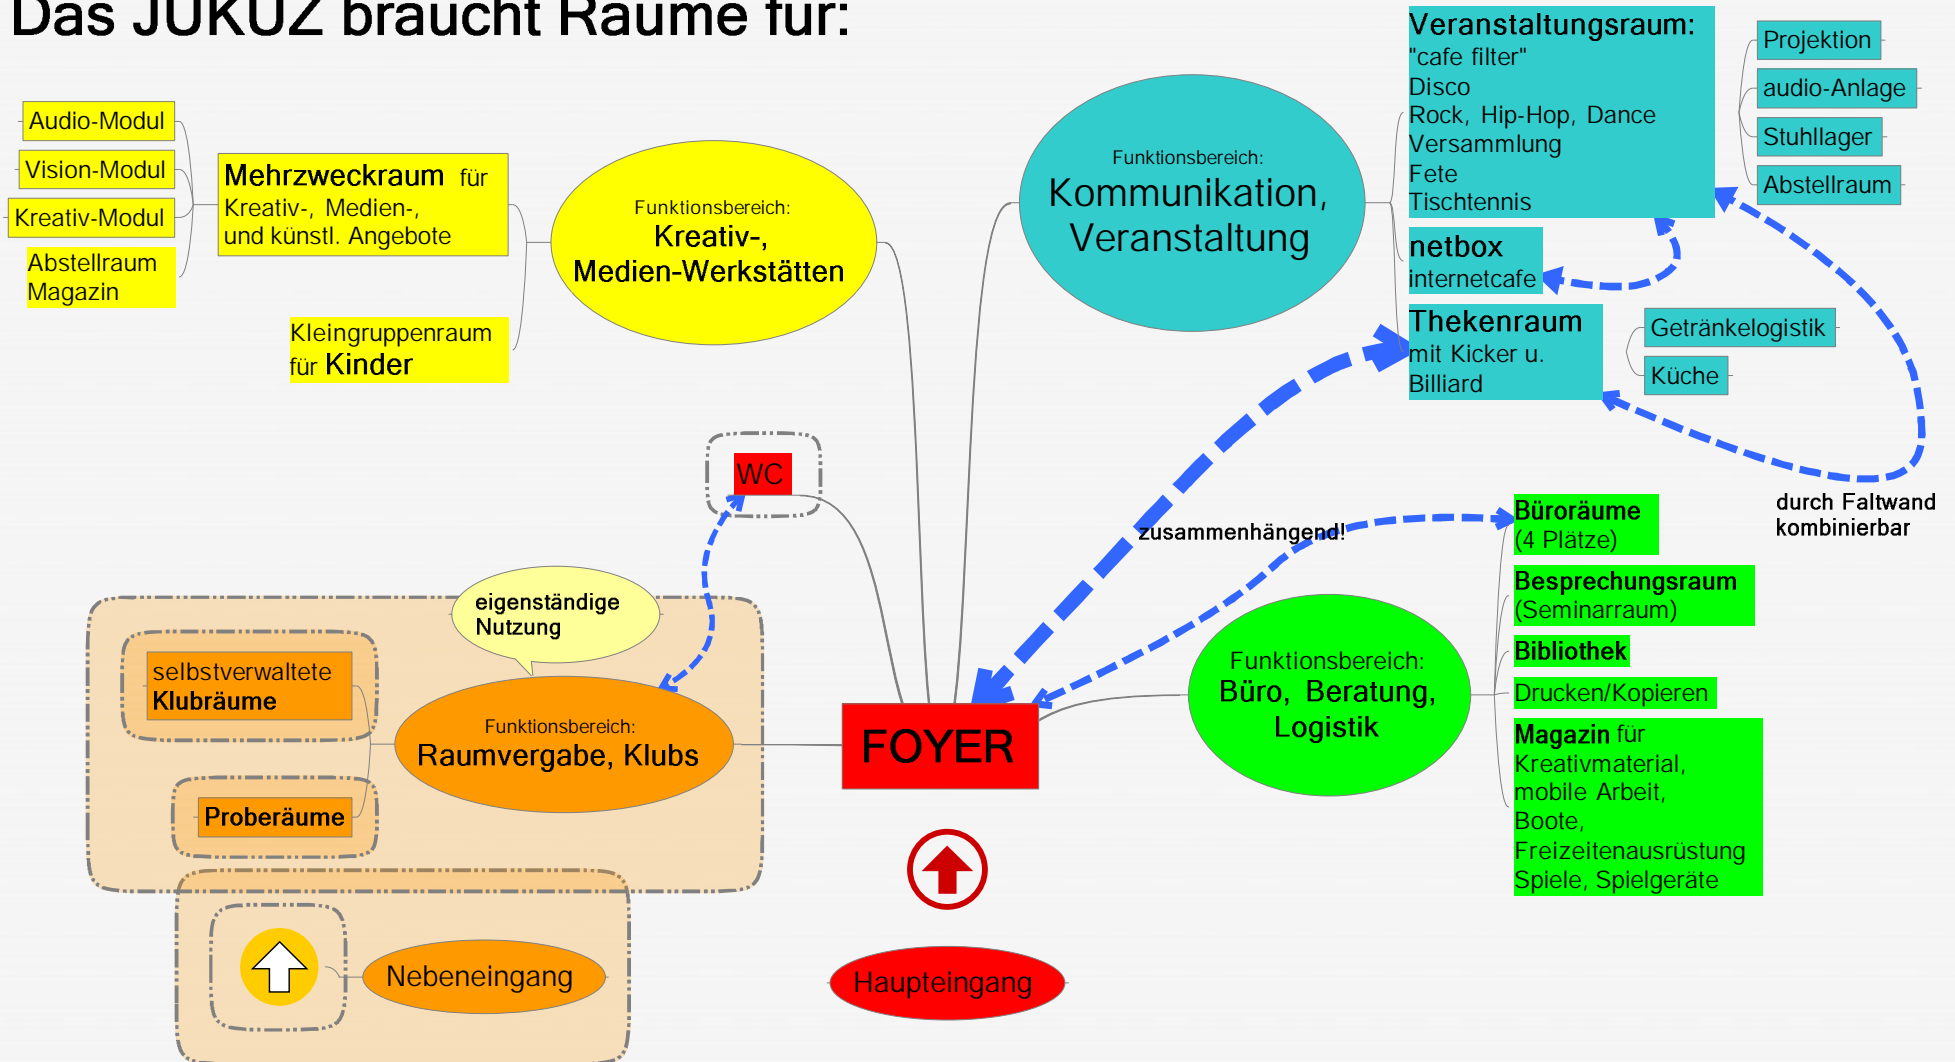 Das JUKUZ braucht Räume für:
Audio-Modul
Vision-Modul
Kreativ-Modul
Abstellraum
Magazin
Mehrzweckraum für
Kreativ-, Medien-,
und künstl. Angebote
Kleingruppenraum
für Kinder
Funktionsbereich:
Kreativ-,
Medien-Werkstätten
Funktionsbereich:
Kommunikation,
Veranstaltung
Veranstaltungsraum:
"cafe filter"
Disco
Rock, Hip-Hop, Dance
Versammlung
Fete
Tischtennis
Projektion
audio-Anlage
Stuhllager
Abstellraum
netbox
internetcafe
Thekenraum
mit Kicker u.
Billiard
Getränkelogistik
Küche
durch Faltwand
kombinierbar
WC
zusammenhängend!
eigenständige
Nutzung
selbstverwaltete
Klubräume
Proberäume
Funktionsbereich:
Raumvergabe, Klubs
FOYER
Funktionsbereich:
Büro, Beratung,
Logistik
Büroräume
(4 Plätze)
Besprechungsraum
(Seminarraum)
Bibliothek
Drucken/Kopieren
Magazin für
Kreativmaterial,
mobile Arbeit,
Boote,
Freizeitenausrüstung
Spiele, Spielgeräte
Nebeneingang
Haupteingang